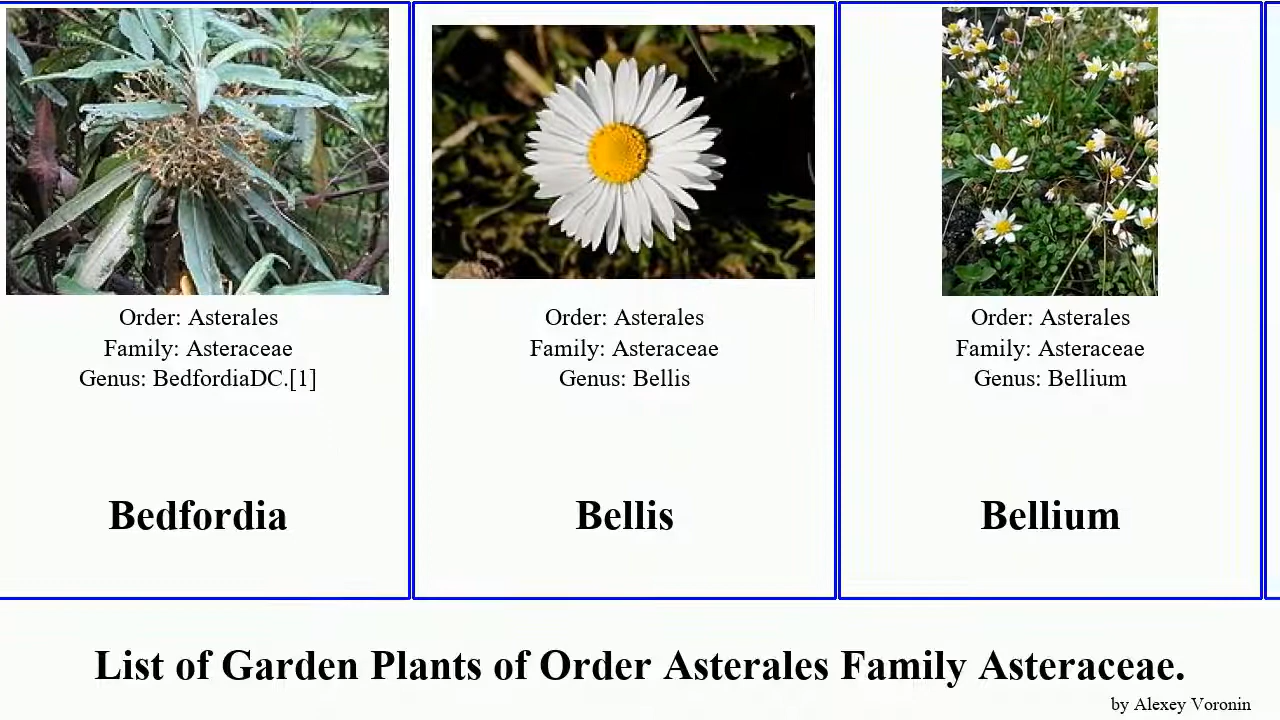 Order: Asterales
Family: Asteraceae
Genus: BedfordiaDC.[1]
Bedfordia
Order: Asterales
Family: Asteraceae
Genus: Bellis
Bellis
Order: Asterales
Family: Asteraceae
Genus: Bellium
Bellium
List of Garden Plants of Order Asterales Family Asteraceae.
by Alexey Voronin